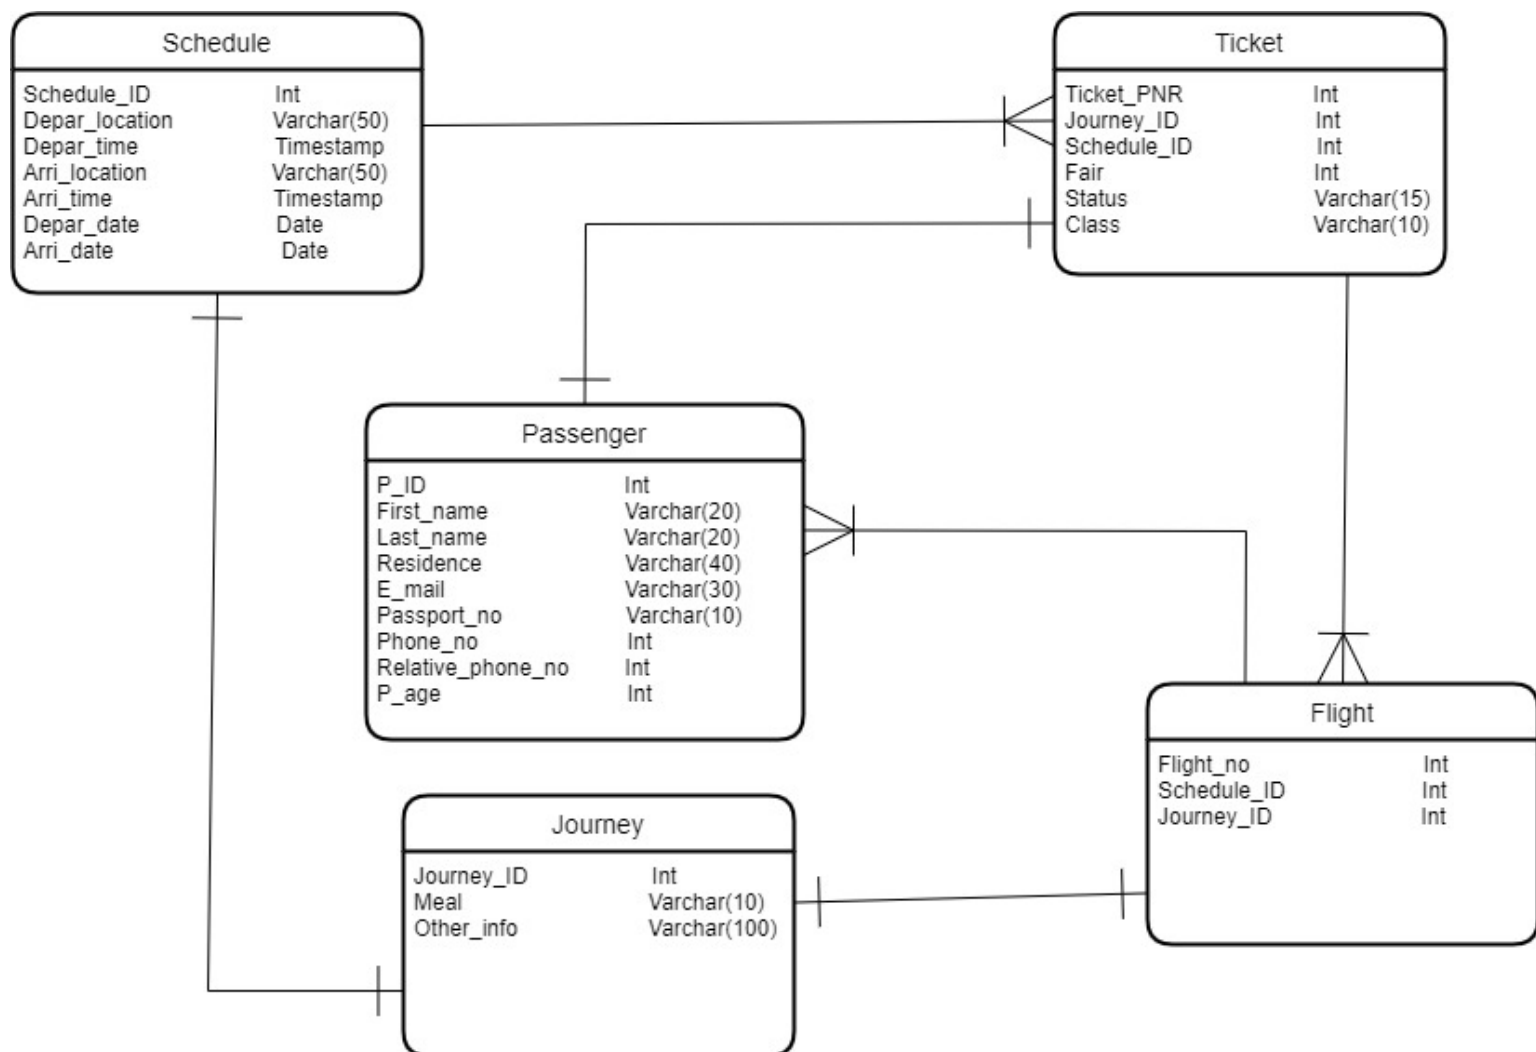 Schedule
Schedule_ID Int
Depar_location Varchar(50)
Depar_time Timestamp
Arri_location Varchar(50)
Arri_time Timestamp
Depar_date Date
Arri_date Date
Ticket
Ticket_PNR Int
Journey_ID Int
Schedule_ID Int
Fair Int
Status Varchar(15)
Class Varchar(10)
Passenger
P_ID Int
First_name Varchar(20)
Last_name Varchar(20)
Residence Varchar(40)
E_mail Varchar(30)
Passport_no Varchar(10)
Phone_no Int
Relative_phone_no Int
P_age Int
Flight
Flight_no Int
Schedule_ID Int
Journey_ID Int
Journey
Journey_ID Int
Meal Varchar(10)
Other_info Varchar(100)